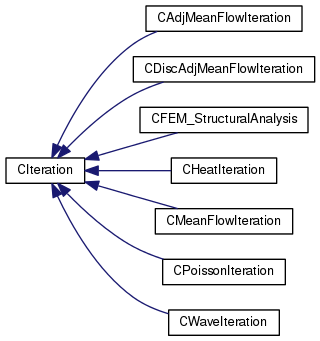 CAdjMeanFlowIteration
CDiscAdjMeanFlowIteration
CFEM_StructuralAnalysis
CIteration
CHeatIteration
CMeanFlowIteration
CPoissonIteration
CWaveIteration